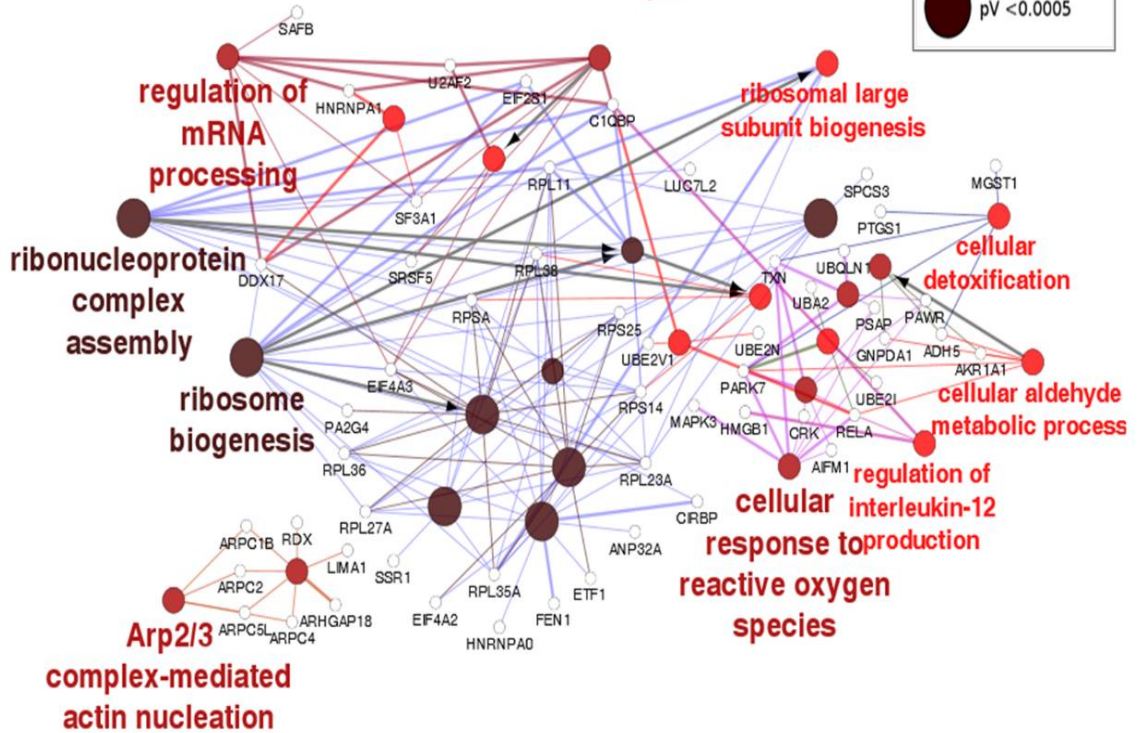 pV <0.0005
SAFB
U2AF2
regulation of
mRNA
processing
HNRNPA1
EIF2S1
C1QBP
ribosomal large
subunit biogenesis
RPL11
LUC7L2
SPCS3
MGST1
SF3A1
PTGS1
ribonucleoprotein
complex
assembly
DDX17
SRSF5
RPL38
TXN
UBQLN1
cellular
detoxification
RPSA
RPS25
UBA2
PSAP
PAWR
UBE2V1
UBE2N
GNPDA1
ADH5
AKR1A1
EIF4A3
PARK7
UBE2I
ribosome
biogenesis
RPS14
cellular aldehyde
metabolic process
PA2G4
MAPK3
HMGB1
CRK
RELA
RPL36
RPL23A
AIFM1
regulation of
interleukin-12
production
cellular
response to
reactive oxygen
species
RPL27A
CIRBP
ARPC1B
RDX
ANP32A
LIMA1
SSR1
ARPC2
RPL35A
ETF1
ARPC5L
ARPC4
ARHGAP18
EIF4A2
FEN1
HNRNPA0
Arp2/3
complex-mediated
actin nucleation